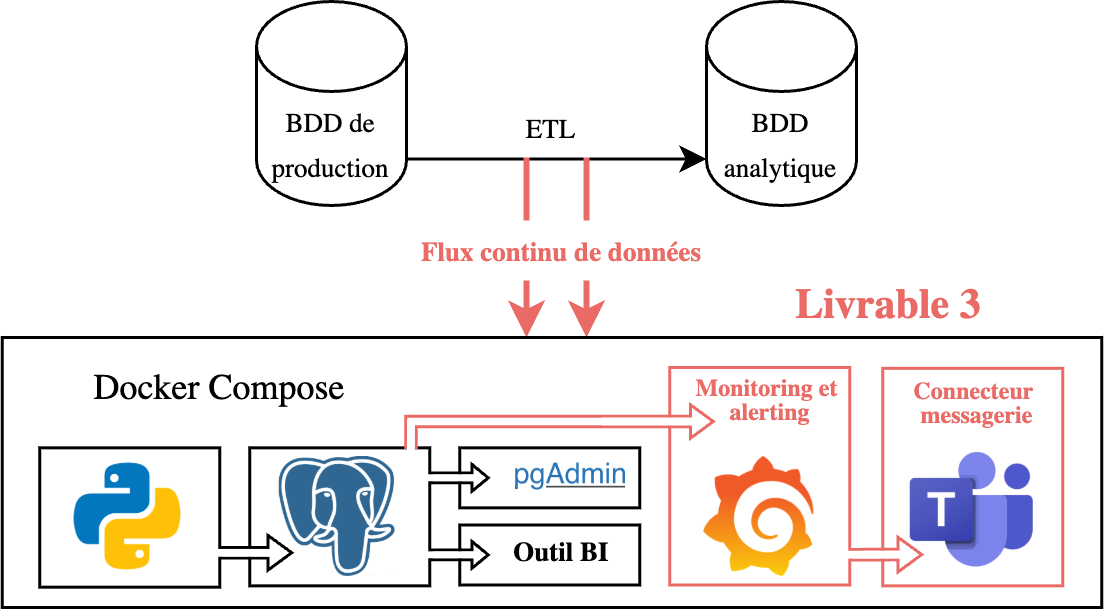 BDD de
production
ETL
BDD
analytique
Flux continu de données
Livrable 3
Docker Compose
Monitoring et
alerting
Connecteur
messagerie
pgAdmin
T
Outil BI